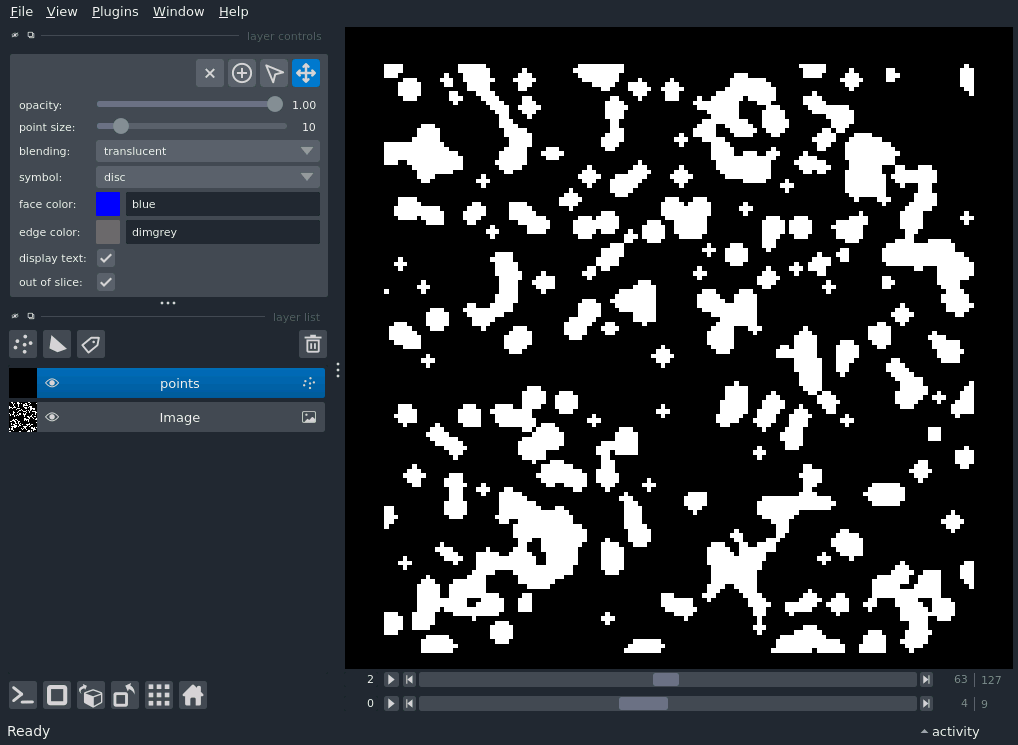 File View Plugins Window Help
layer controls
opacity: 1.00
point size: 10
blending: translucent
symbol: disc
face color: blue
edge color: dimgrey
display text:
out of slice:
layer list
points
Image
2 63 127
0 4 9
Ready activity